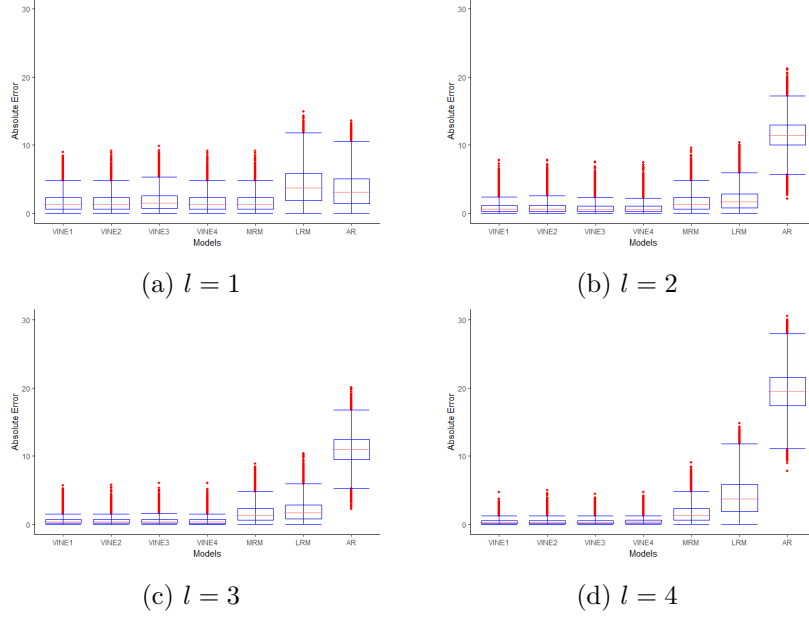 30
20
10
0
Absolute Error
VINE1 VINE2 VINE3 VINE4 MRM LRM AR
Models
(a) l = 1
30
20
10
0
Absolute Error
VINE1 VINE2 VINE3 VINE4 MRM LRM AR
Models
(b) l = 2
30
20
10
0
Absolute Error
VINE1 VINE2 VINE3 VINE4 MRM LRM AR
Models
(c) l = 3
30
20
10
0
Absolute Error
VINE1 VINE2 VINE3 VINE4 MRM LRM AR
Models
(d) l = 4